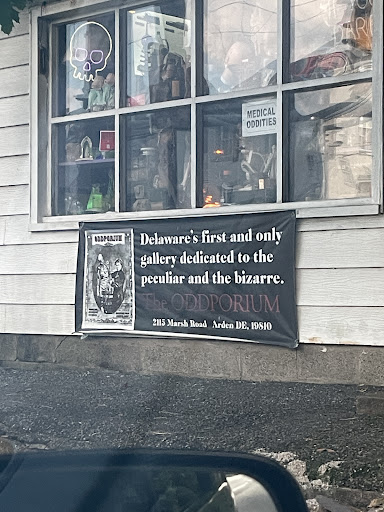 MEDICAL
ODDITIES
ODDPORIUM
Delaware's first and only
gallery dedicated to the
peculiar and the bizarre.
The ODDPORIUM
2115 Marsh Road Arden DE, 19810